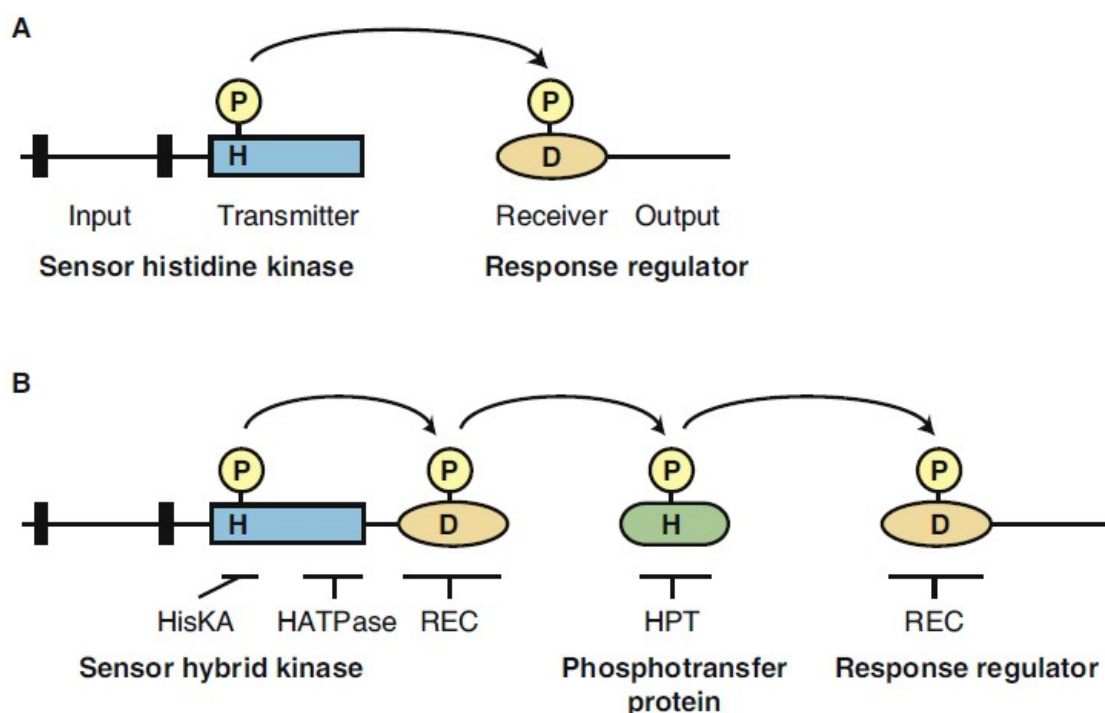 A
P P
H D
Input Transmitter Receiver Output
Sensor histidine kinase Response regulator
B
P P P P
H D H D
HisKA HATPase REC HPT REC
Sensor hybrid kinase Phosphotransfer Response regulator
protein